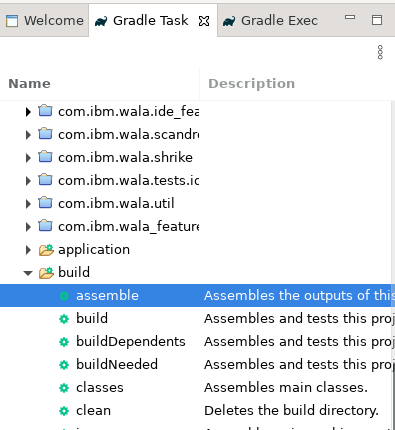 Welcome Gradle Task Gradle Exec
Name Description
com.ibm.wala.ide_fea
com.ibm.wala.scandr
com.ibm.wala.shrike
com.ibm.wala.tests.id
com.ibm.wala.util
com.ibm.wala_feature
application
build
assemble Assembles the outputs of this
build Assembles and tests this proj
buildDependents Assembles and tests this proj
buildNeeded Assembles and tests this proj
classes Assembles main classes.
clean Deletes the build directory.